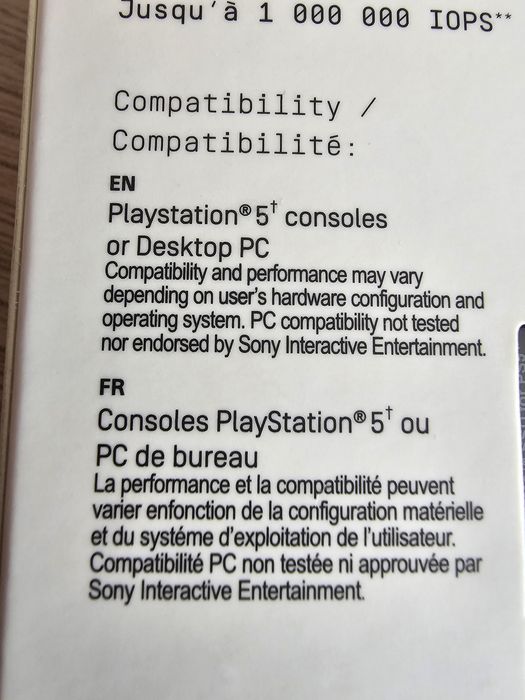 Jusqu'à 1 000 000 IOPS**
Compatibility /
Compatibilité:
EN
Playstation®5† consoles
or Desktop PC
Compatibility and performance may vary
depending on user's hardware configuration and
operating system. PC compatibility not tested
nor endorsed by Sony Interactive Entertainment.
FR
Consoles PlayStation®5† ou
PC de bureau
La performance et la compatibilité peuvent
varier enfonction de la configuration matérielle
et du systéme d'exploitation de l'utilisateur.
Compatibilité PC non testée ni approuvée par
Sony Interactive Entertainment.